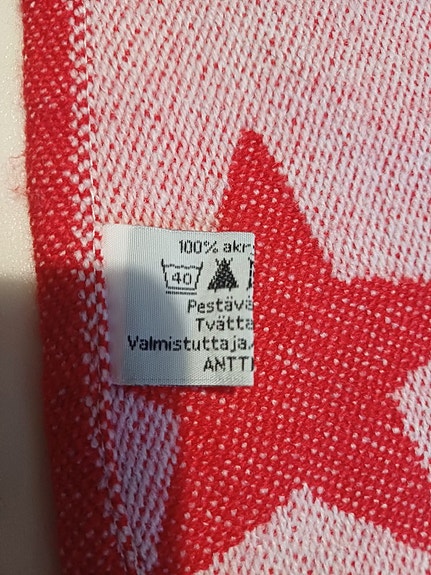 100% akr
40
Pestävä
Tvätta
Valmistuttaja/
ANTTI